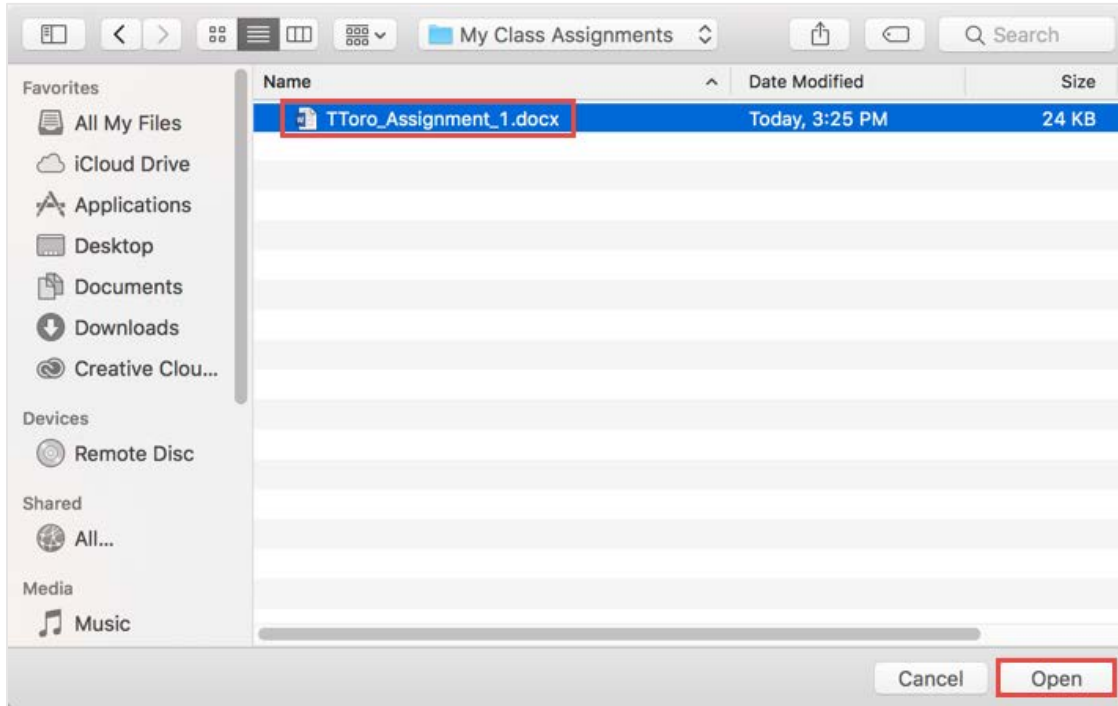 My Class Assignments
Search
Favorites
All My Files
iCloud Drive
Applications
Desktop
Documents
Downloads
Creative Clou...
Devices
Remote Disc
Shared
All...
Media
Music
Name Date Modified Size
TToro_Assignment_1.docx Today, 3:25 PM 24 KB
Cancel Open